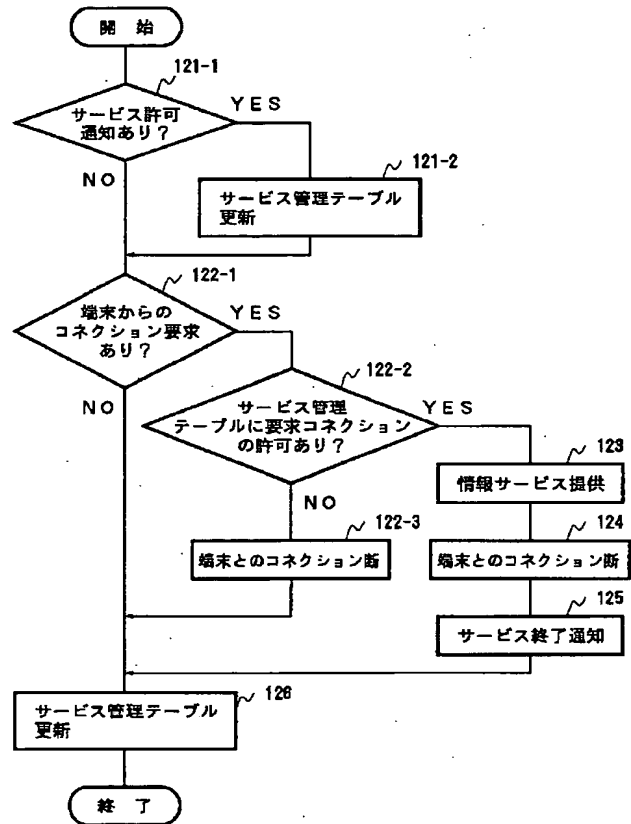 開始
121-1
サービス許可
通知あり?
YES
NO
121-2
サービス管理テーブル
更新
122-1
端末からの
コネクション要求
あり?
YES
NO
122-2
サービス管理
テーブルに要求コネクション
の許可あり?
YES
NO
123
情報サービス提供
122-3
端末とのコネクション断
124
端末とのコネクション断
125
サービス終了通知
126
サービス管理テーブル
更新
終了